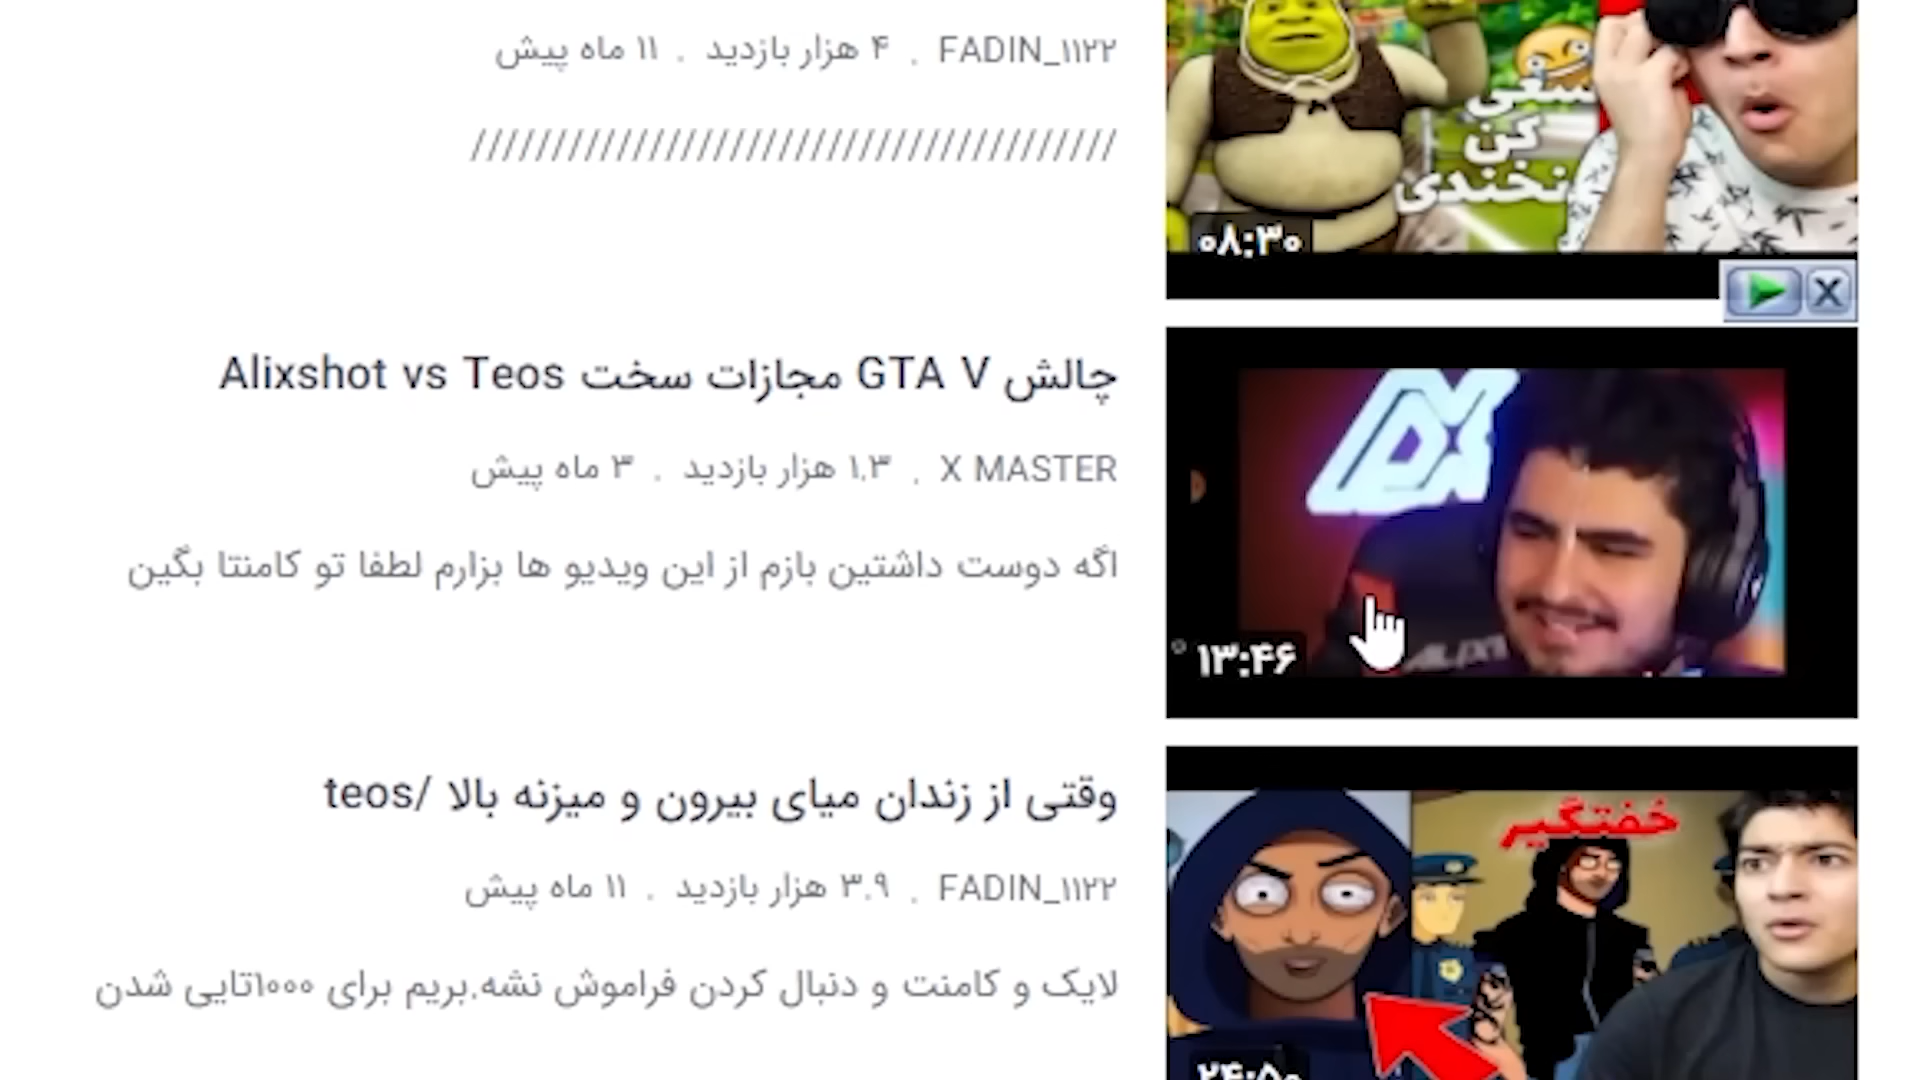 FADIN_۱۱۲۲ . ۴ هزار بازدید . ۱۱ ماه پیش
////////////////////////////////////////
سعی
کن
نخندی
۰۸:۳۰
X
چالش GTA V مجازات سخت Alixshot vs Teos
X MASTER . ۱.۳ هزار بازدید . ۳ ماه پیش
اگه دوست داشتین بازم از این ویدیو ها بزارم لطفا تو کامنتا بگین
۱۳:۴۶
وقتی از زندان میای بیرون و میزنه بالا /teos
FADIN_۱۱۲۲ . ۳.۹ هزار بازدید . ۱۱ ماه پیش
لایک و کامنت و دنبال کردن فراموش نشه.بریم برای ۱۰۰۰تایی شدن
خفتگیر
۲۴:۵۰